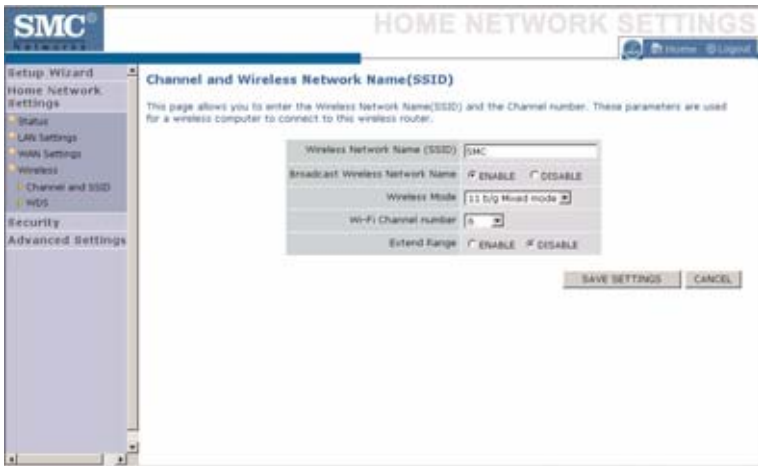 SMC®
Networks
HOME NETWORK SETTINGS
Home Logout
Setup Wizard
Home Network Settings
Status
LAN Settings
WAN Settings
Wireless
Channel and SSID
WDS
Security
Advanced Settings
Channel and Wireless Network Name(SSID)
This page allows you to enter the Wireless Network Name(SSID) and the Channel number. These parameters are used
for a wireless computer to connect to this wireless router.
Wireless Network Name (SSID) SMC
Broadcast Wireless Network Name ENABLE DISABLE
Wireless Mode 11 b/g Mixed mode
Wi-Fi Channel number 6
Extend Range ENABLE DISABLE
SAVE SETTINGS CANCEL